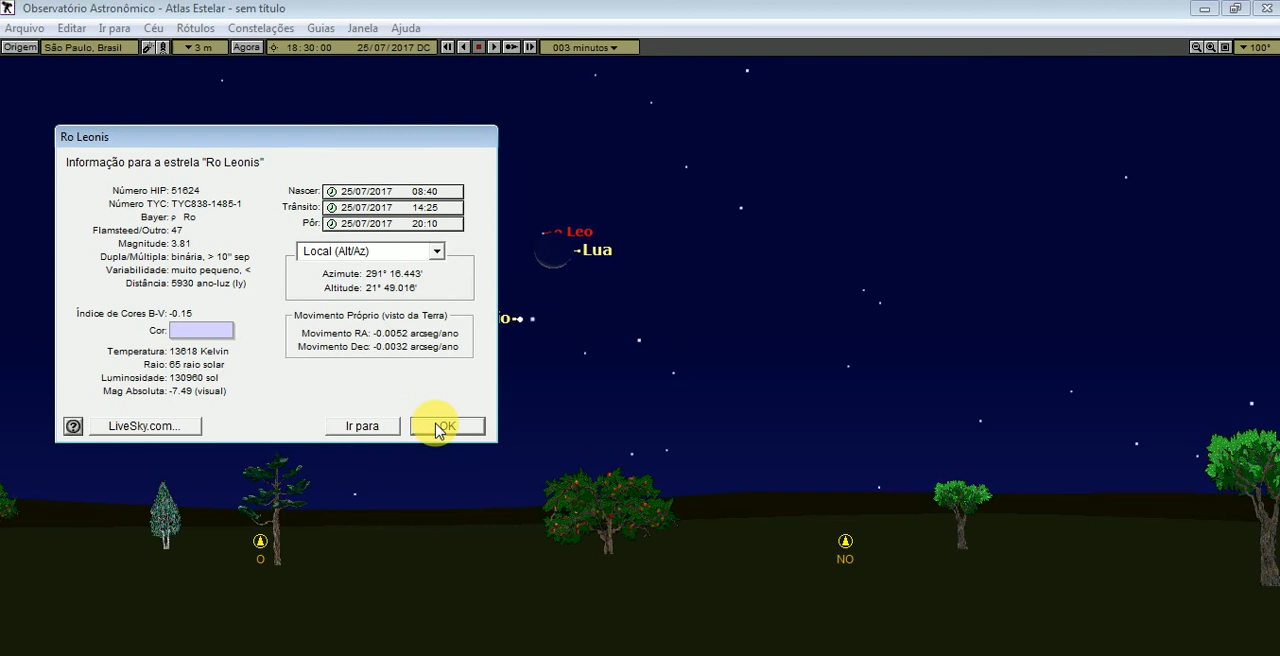 Observatório Astronômico - Atlas Estelar - sem título
Arquivo Editar Ir para Céu Rótulos Constelações Guias Janela Ajuda
Origem São Paulo, Brasil 3 m Agora 18:30:00 25/07/2017 DC 003 minutos 100°
Ro Leonis
Informação para a estrela "Ro Leonis"
Número HIP: 51624
Número TYC: TYC838-1485-1
Bayer: ρ Ro
Flamsteed/Outro: 47
Magnitude: 3.81
Dupla/Múltipla: binária, > 10" sep
Variabilidade: muito pequeno, <
Distância: 5930 ano-luz (ly)
Índice de Cores B-V: -0.15
Cor:
Temperatura: 13618 Kelvin
Raio: 65 raio solar
Luminosidade: 130960 sol
Mag Absoluta: -7.49 (visual)
Nascer: 25/07/2017 08:40
Trânsito: 25/07/2017 14:25
Pôr: 25/07/2017 20:10
Local (Alt/Az)
Azimute: 291° 16.443'
Altitude: 21° 49.016'
Movimento Próprio (visto da Terra)
Movimento RA: -0.0052 arcseg/ano
Movimento Dec: -0.0032 arcseg/ano
LiveSky.com... Ir para OK
Leo
Lua
O
NO